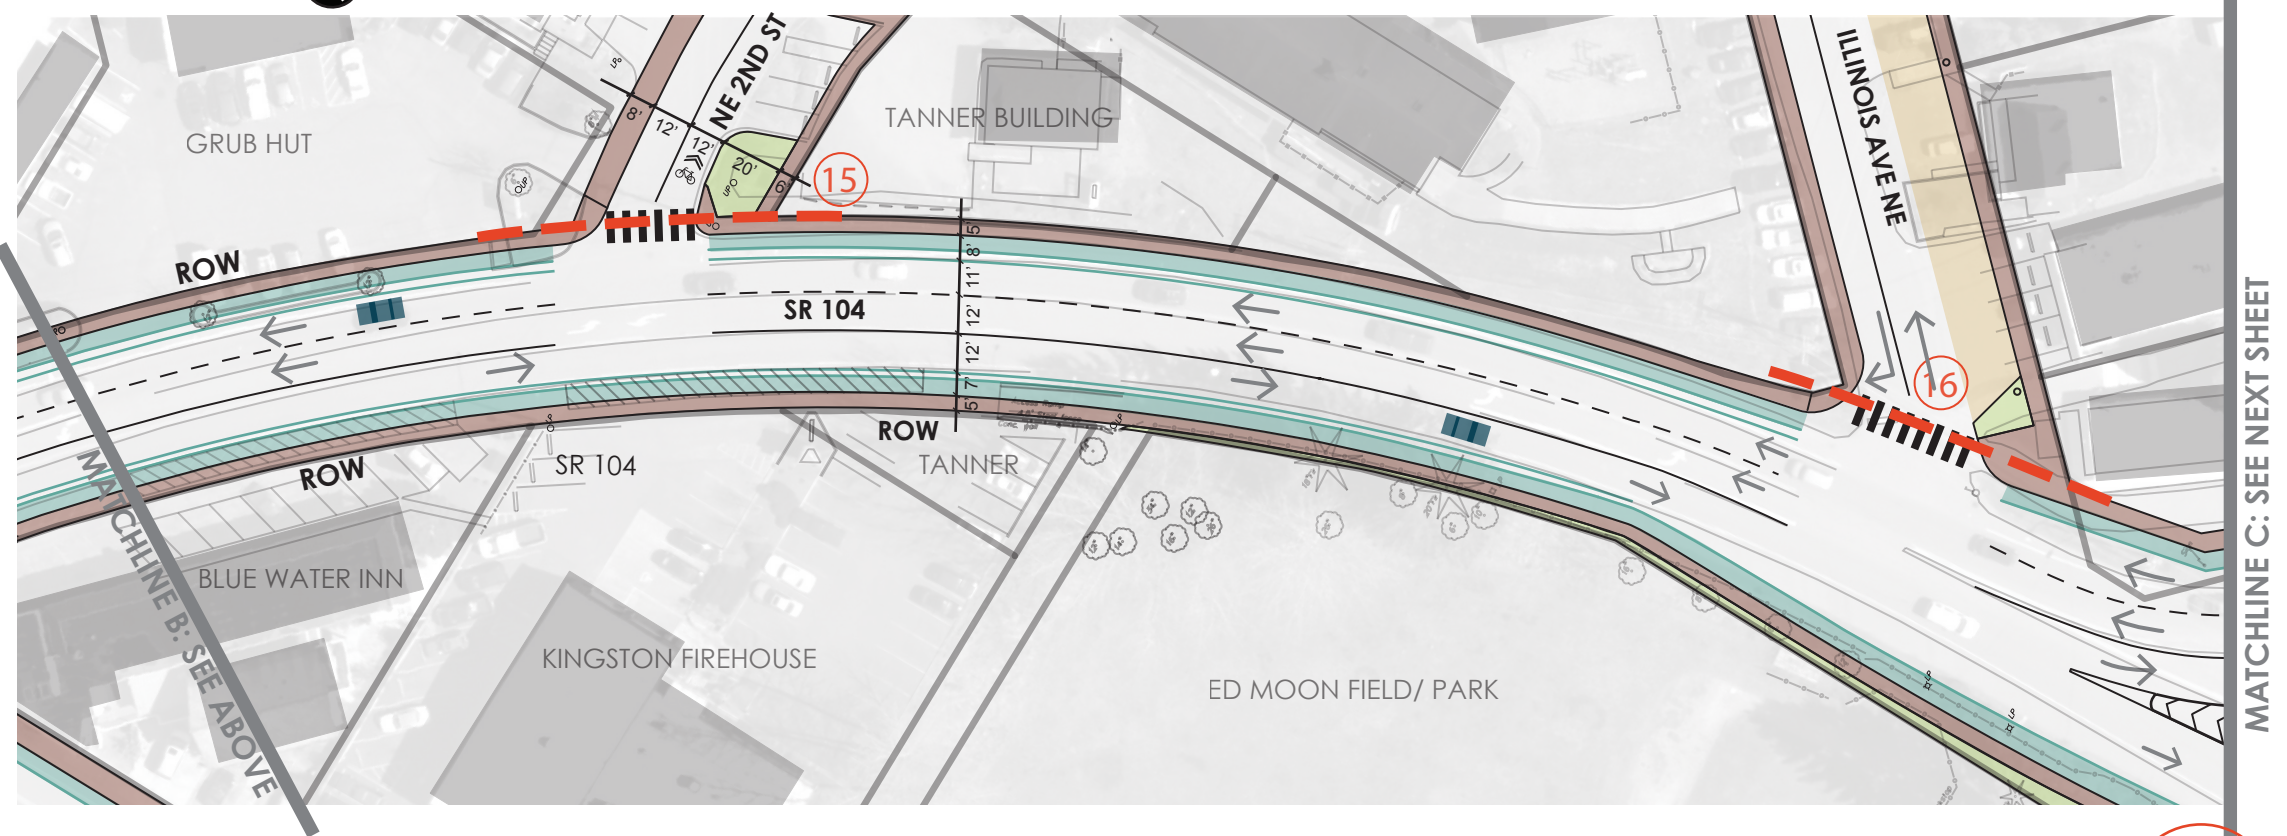 NE 2ND ST
ILLINOIS AVE NE
GRUB HUT
TANNER BUILDING
8'
12'
12'
20'
6'
UP
UP
15
ROW
5'
8'
11'
12'
12'
7'
5'
SR 104
16
ROW
TANNER
SR 104
ROW
BLUE WATER INN
KINGSTON FIREHOUSE
ED MOON FIELD/ PARK
MATCHLINE B: SEE ABOVE
MATCHLINE C: SEE NEXT SHEET